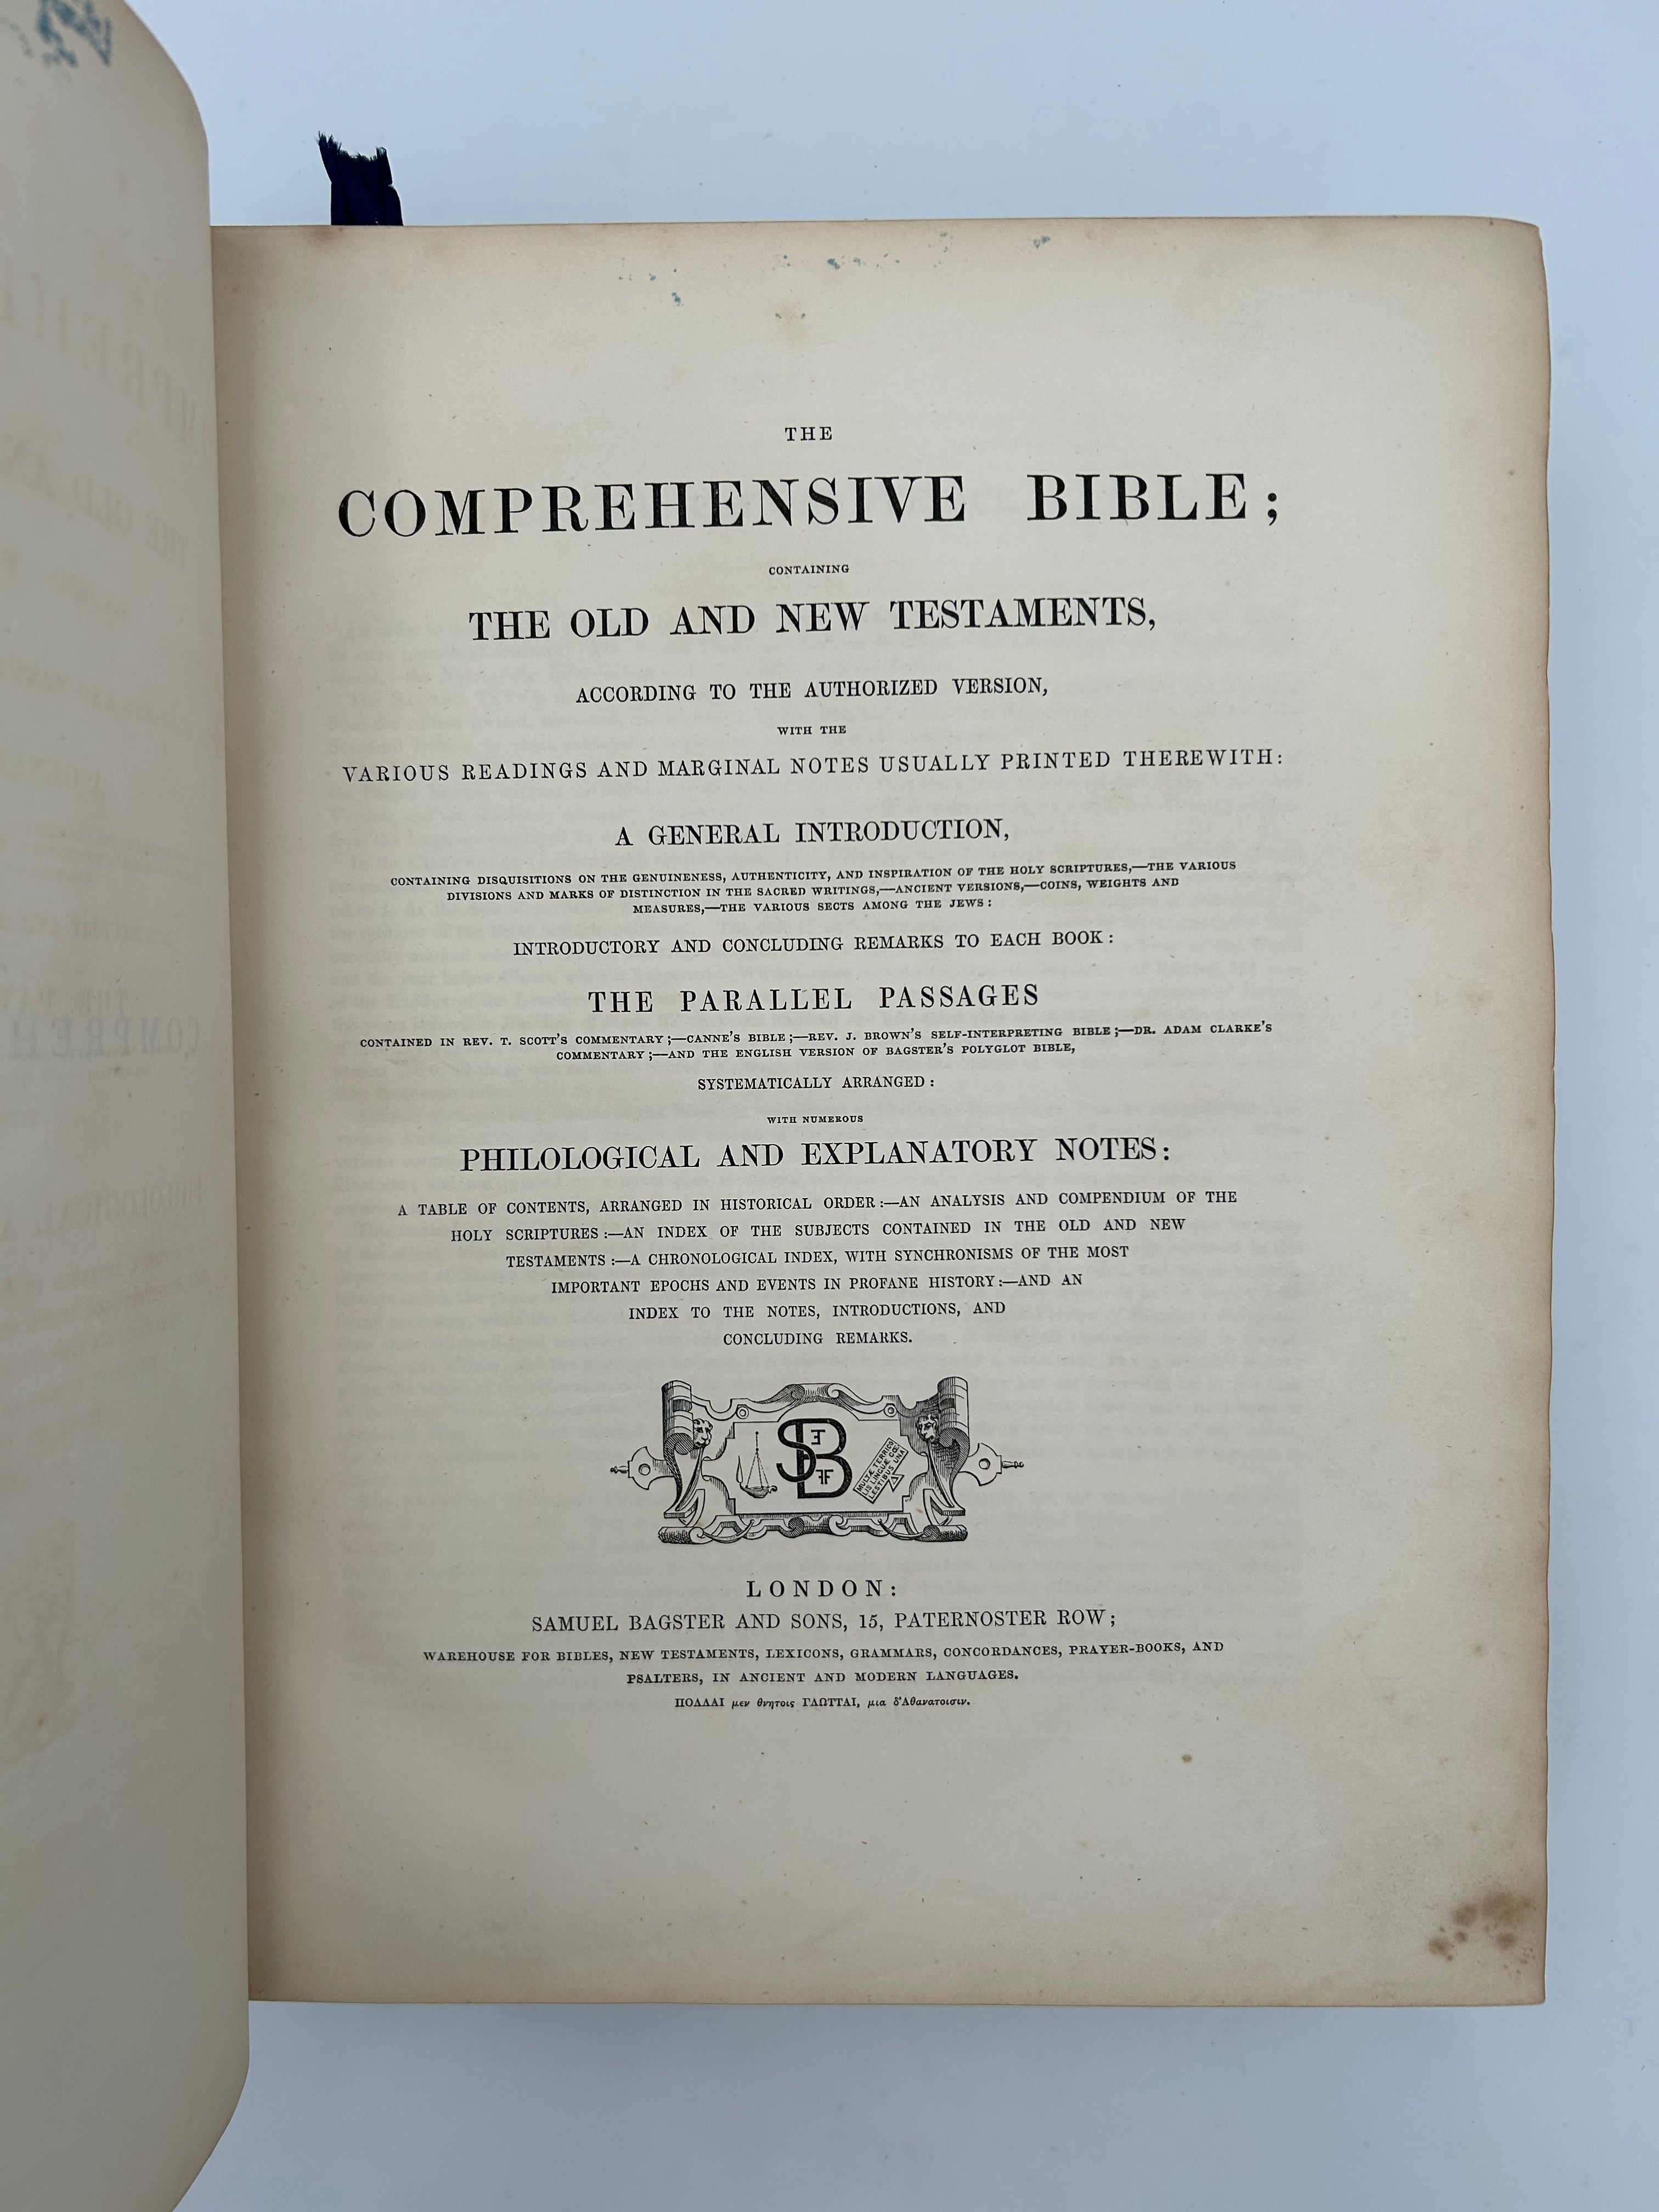 THE
COMPREHENSIVE BIBLE;
CONTAINING
THE OLD AND NEW TESTAMENTS,
ACCORDING TO THE AUTHORIZED VERSION,
WITH THE
VARIOUS READINGS AND MARGINAL NOTES USUALLY PRINTED THEREWITH:
A GENERAL INTRODUCTION,
CONTAINING DISQUISITIONS ON THE GENUINENESS, AUTHENTICITY, AND INSPIRATION OF THE HOLY SCRIPTURES,—THE VARIOUS
DIVISIONS AND MARKS OF DISTINCTION IN THE SACRED WRITINGS,—ANCIENT VERSIONS,—COINS, WEIGHTS AND
MEASURES,—THE VARIOUS SECTS AMONG THE JEWS:
INTRODUCTORY AND CONCLUDING REMARKS TO EACH BOOK:
THE PARALLEL PASSAGES
CONTAINED IN REV. T. SCOTT'S COMMENTARY;—CANNE'S BIBLE;—REV. J. BROWN'S SELF-INTERPRETING BIBLE;—DR. ADAM CLARKE'S
COMMENTARY;—AND THE ENGLISH VERSION OF BAGSTER'S POLYGLOT BIBLE,
SYSTEMATICALLY ARRANGED:
WITH NUMEROUS
PHILOLOGICAL AND EXPLANATORY NOTES:
A TABLE OF CONTENTS, ARRANGED IN HISTORICAL ORDER:—AN ANALYSIS AND COMPENDIUM OF THE
HOLY SCRIPTURES:—AN INDEX OF THE SUBJECTS CONTAINED IN THE OLD AND NEW
TESTAMENTS:—A CHRONOLOGICAL INDEX, WITH SYNCHRONISMS OF THE MOST
IMPORTANT EPOCHS AND EVENTS IN PROFANE HISTORY:—AND AN
INDEX TO THE NOTES, INTRODUCTIONS, AND
CONCLUDING REMARKS.
SB
MULTÆ TERRICO
LIS LINGUÆ CŒ
LESTIBUS UNA
LONDON:
SAMUEL BAGSTER AND SONS, 15, PATERNOSTER ROW;
WAREHOUSE FOR BIBLES, NEW TESTAMENTS, LEXICONS, GRAMMARS, CONCORDANCES, PRAYER-BOOKS, AND
PSALTERS, IN ANCIENT AND MODERN LANGUAGES.
ΠΟΛΛΑΙ μεν θνητοις ΓΛΩΤΤΑΙ, μια δ'Αθανατοισιν.